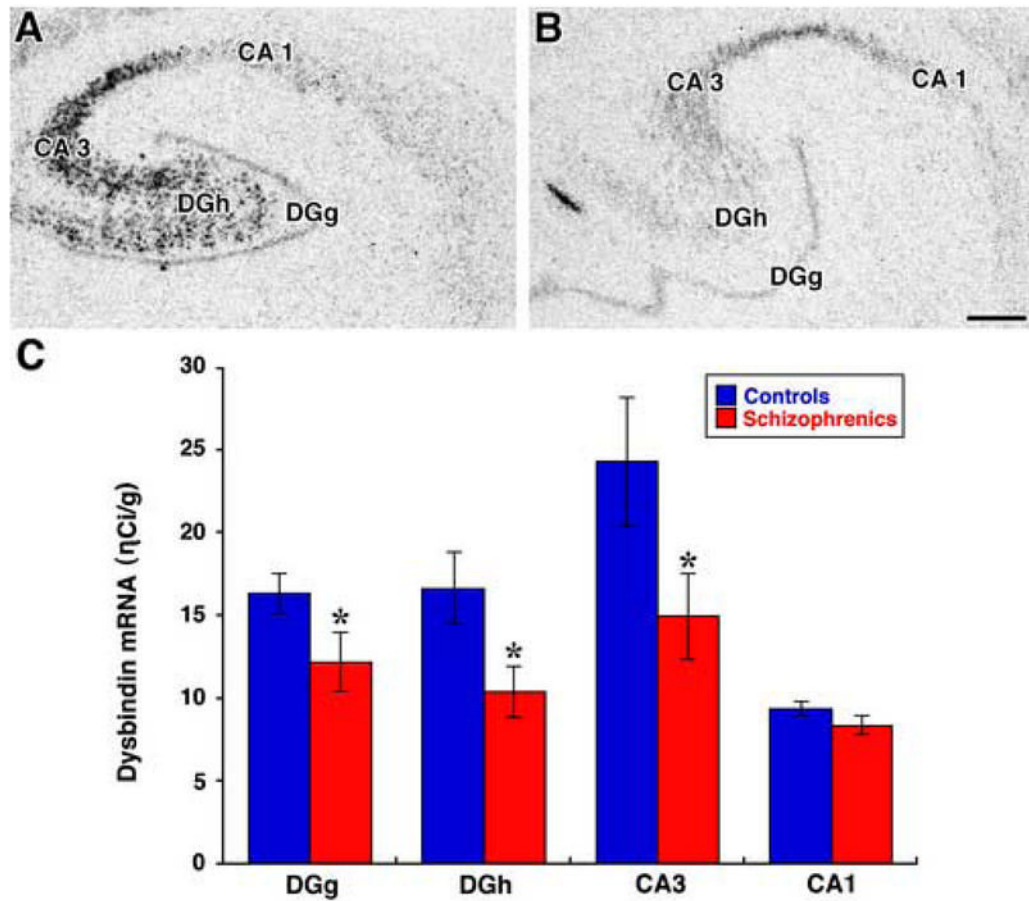 A
CA 1
CA 3
DGh
DGg
B
CA 3
CA 1
DGh
DGg
C
30
25
20
15
10
5
0
Dysbindin mRNA (ηCi/g)
Controls
Schizophrenics
*
*
*
DGg
DGh
CA3
CA1